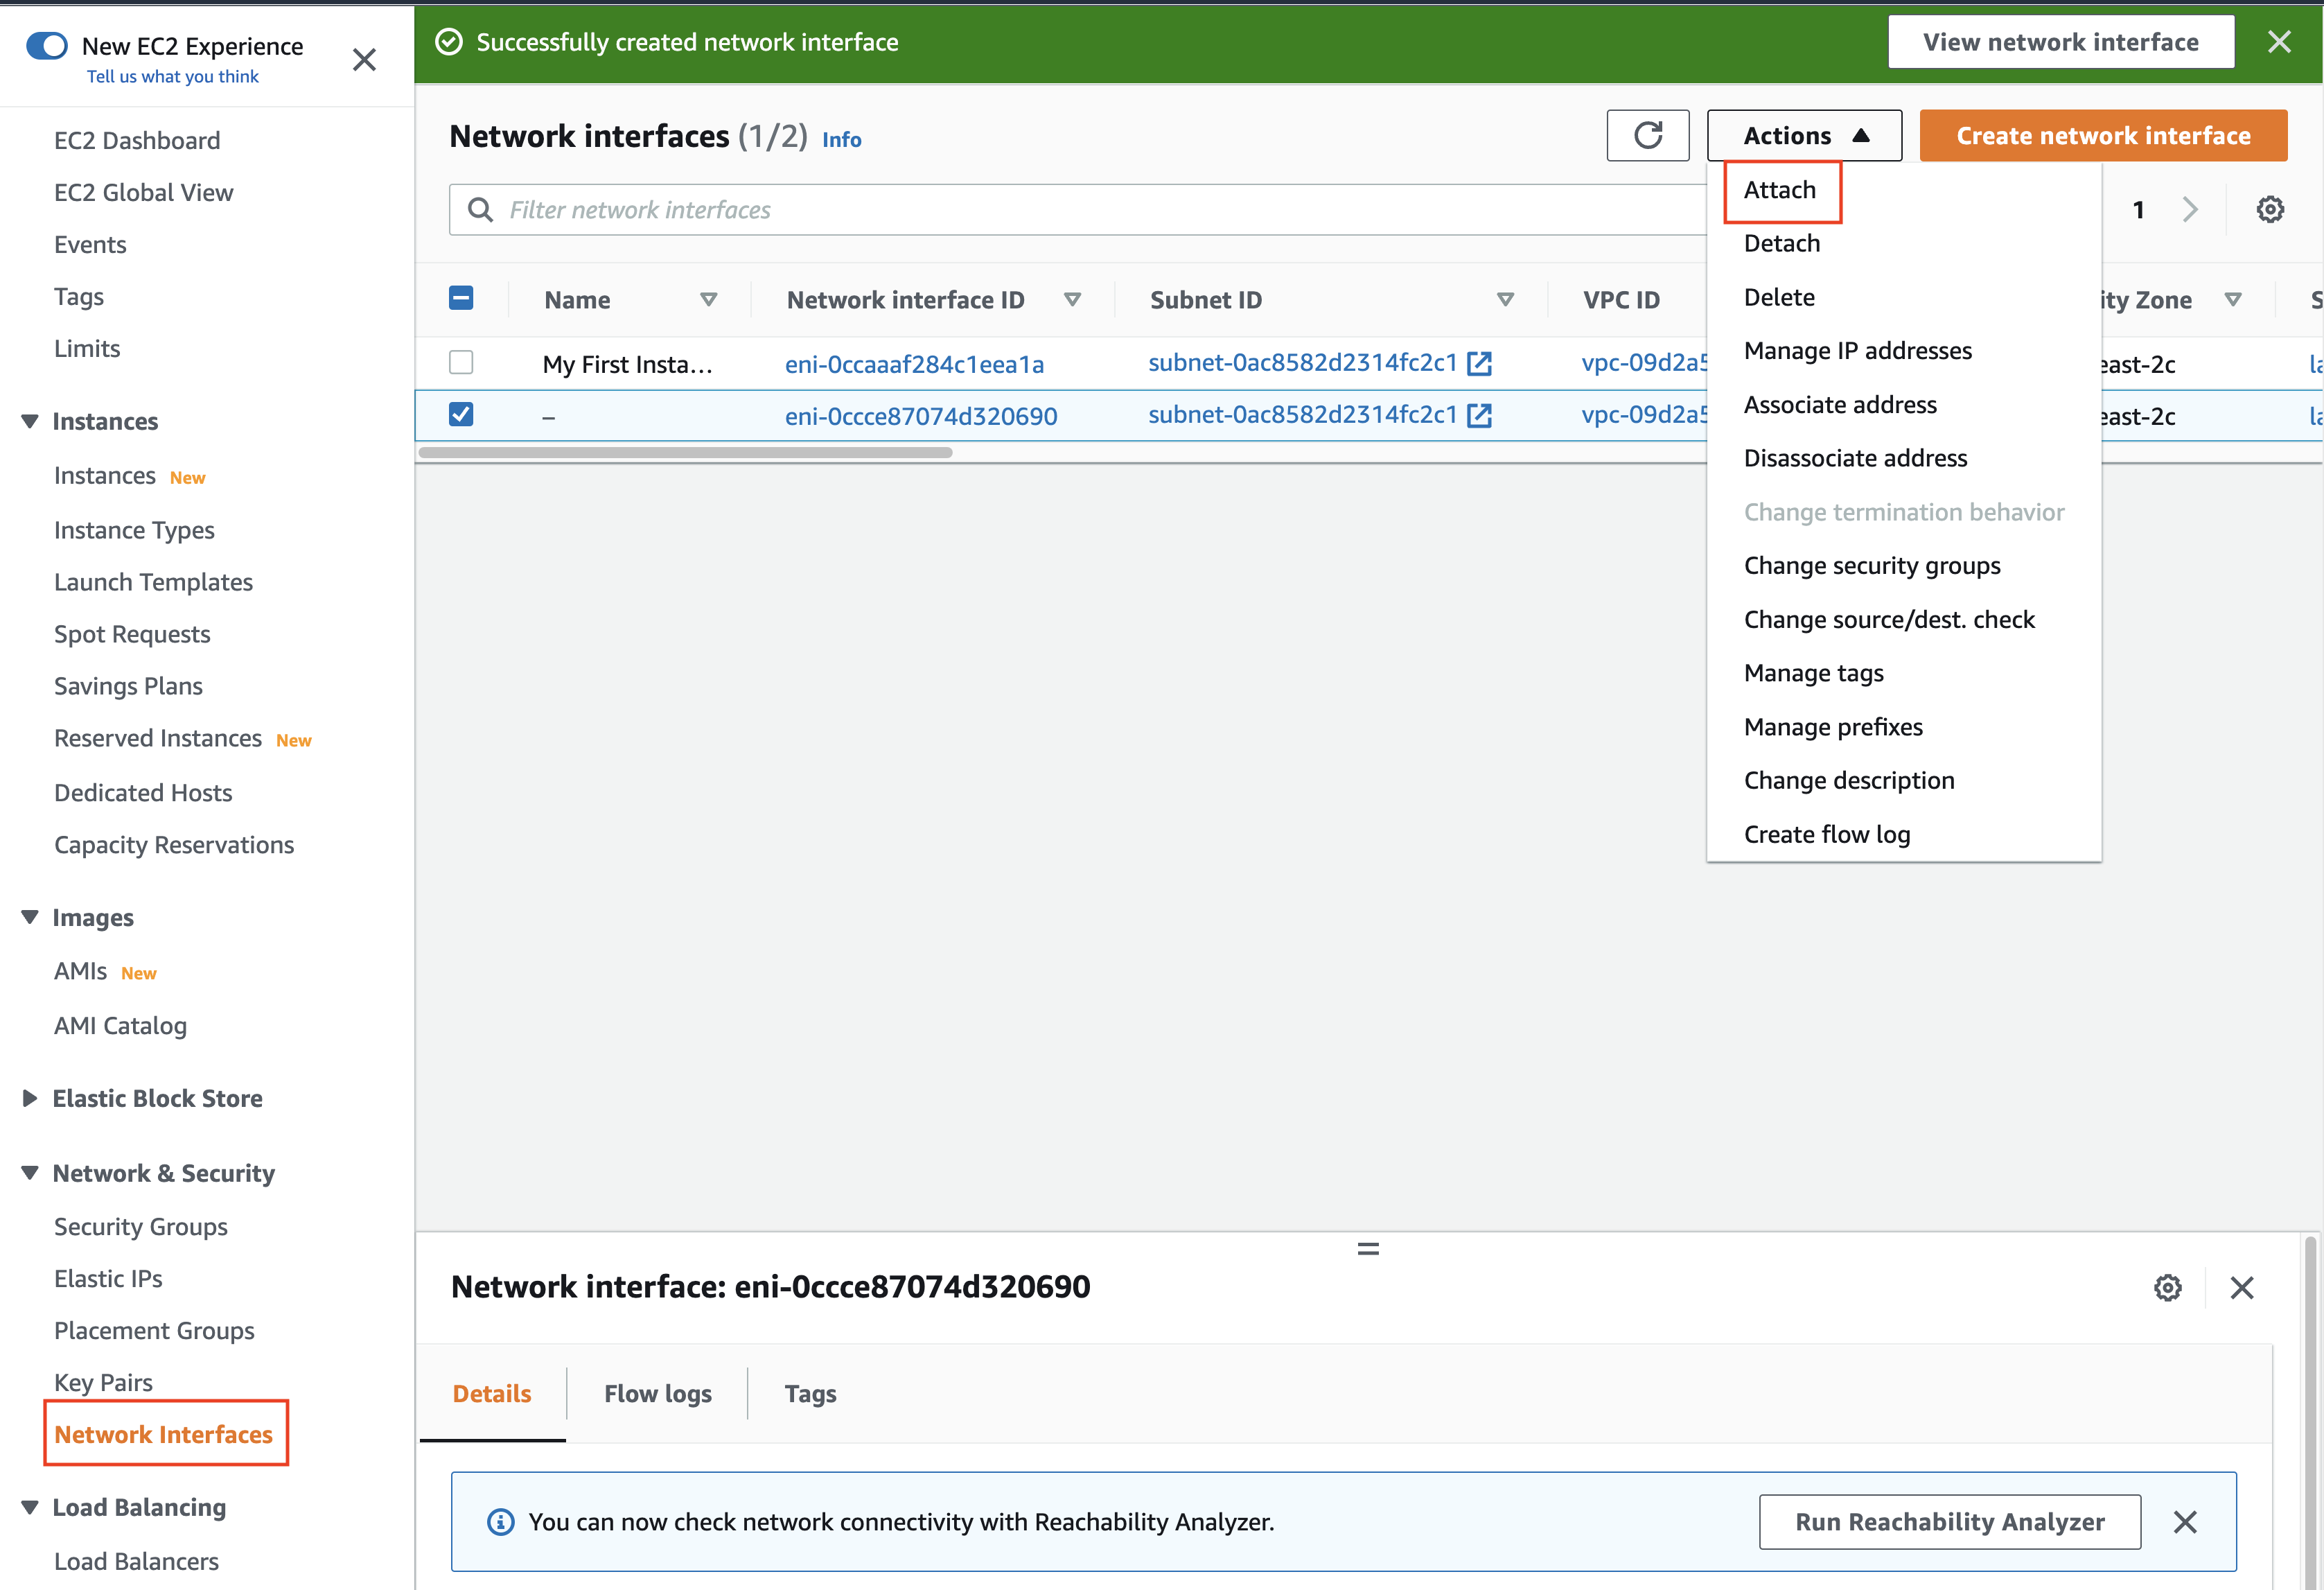 New EC2 Experience
Tell us what you think
EC2 Dashboard
EC2 Global View
Events
Tags
Limits
Instances
Instances New
Instance Types
Launch Templates
Spot Requests
Savings Plans
Reserved Instances New
Dedicated Hosts
Capacity Reservations
Images
AMIs New
AMI Catalog
Elastic Block Store
Network & Security
Security Groups
Elastic IPs
Placement Groups
Key Pairs
Network Interfaces
Load Balancing
Load Balancers
Successfully created network interface
View network interface
Network interfaces (1/2) Info
Actions
Create network interface
Filter network interfaces
1
Name Network interface ID Subnet ID VPC ID ity Zone S
My First Insta... eni-0ccaaaf284c1eea1a subnet-0ac8582d2314fc2c1 vpc-09d2a5 east-2c
– eni-0ccce87074d320690 subnet-0ac8582d2314fc2c1 vpc-09d2a5 east-2c
Attach
Detach
Delete
Manage IP addresses
Associate address
Disassociate address
Change termination behavior
Change security groups
Change source/dest. check
Manage tags
Manage prefixes
Change description
Create flow log
Network interface: eni-0ccce87074d320690
Details Flow logs Tags
You can now check network connectivity with Reachability Analyzer.
Run Reachability Analyzer